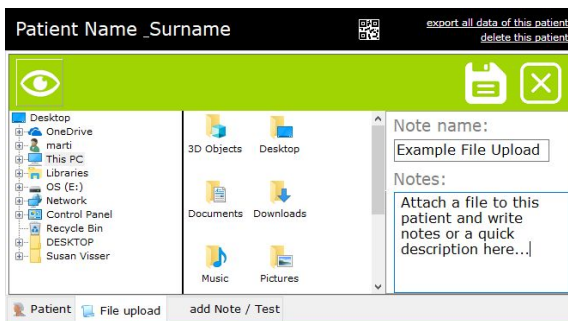 Patient Name _Surname
export all data of this patient
delete this patient
Desktop
OneDrive
marti
This PC
Libraries
OS (E:)
Network
Control Panel
Recycle Bin
DESKTOP
Susan Visser
3D Objects Desktop
Documents Downloads
Music Pictures
Note name:
Example File Upload
Notes:
Attach a file to this
patient and write
notes or a quick
description here...
Patient File upload add Note / Test